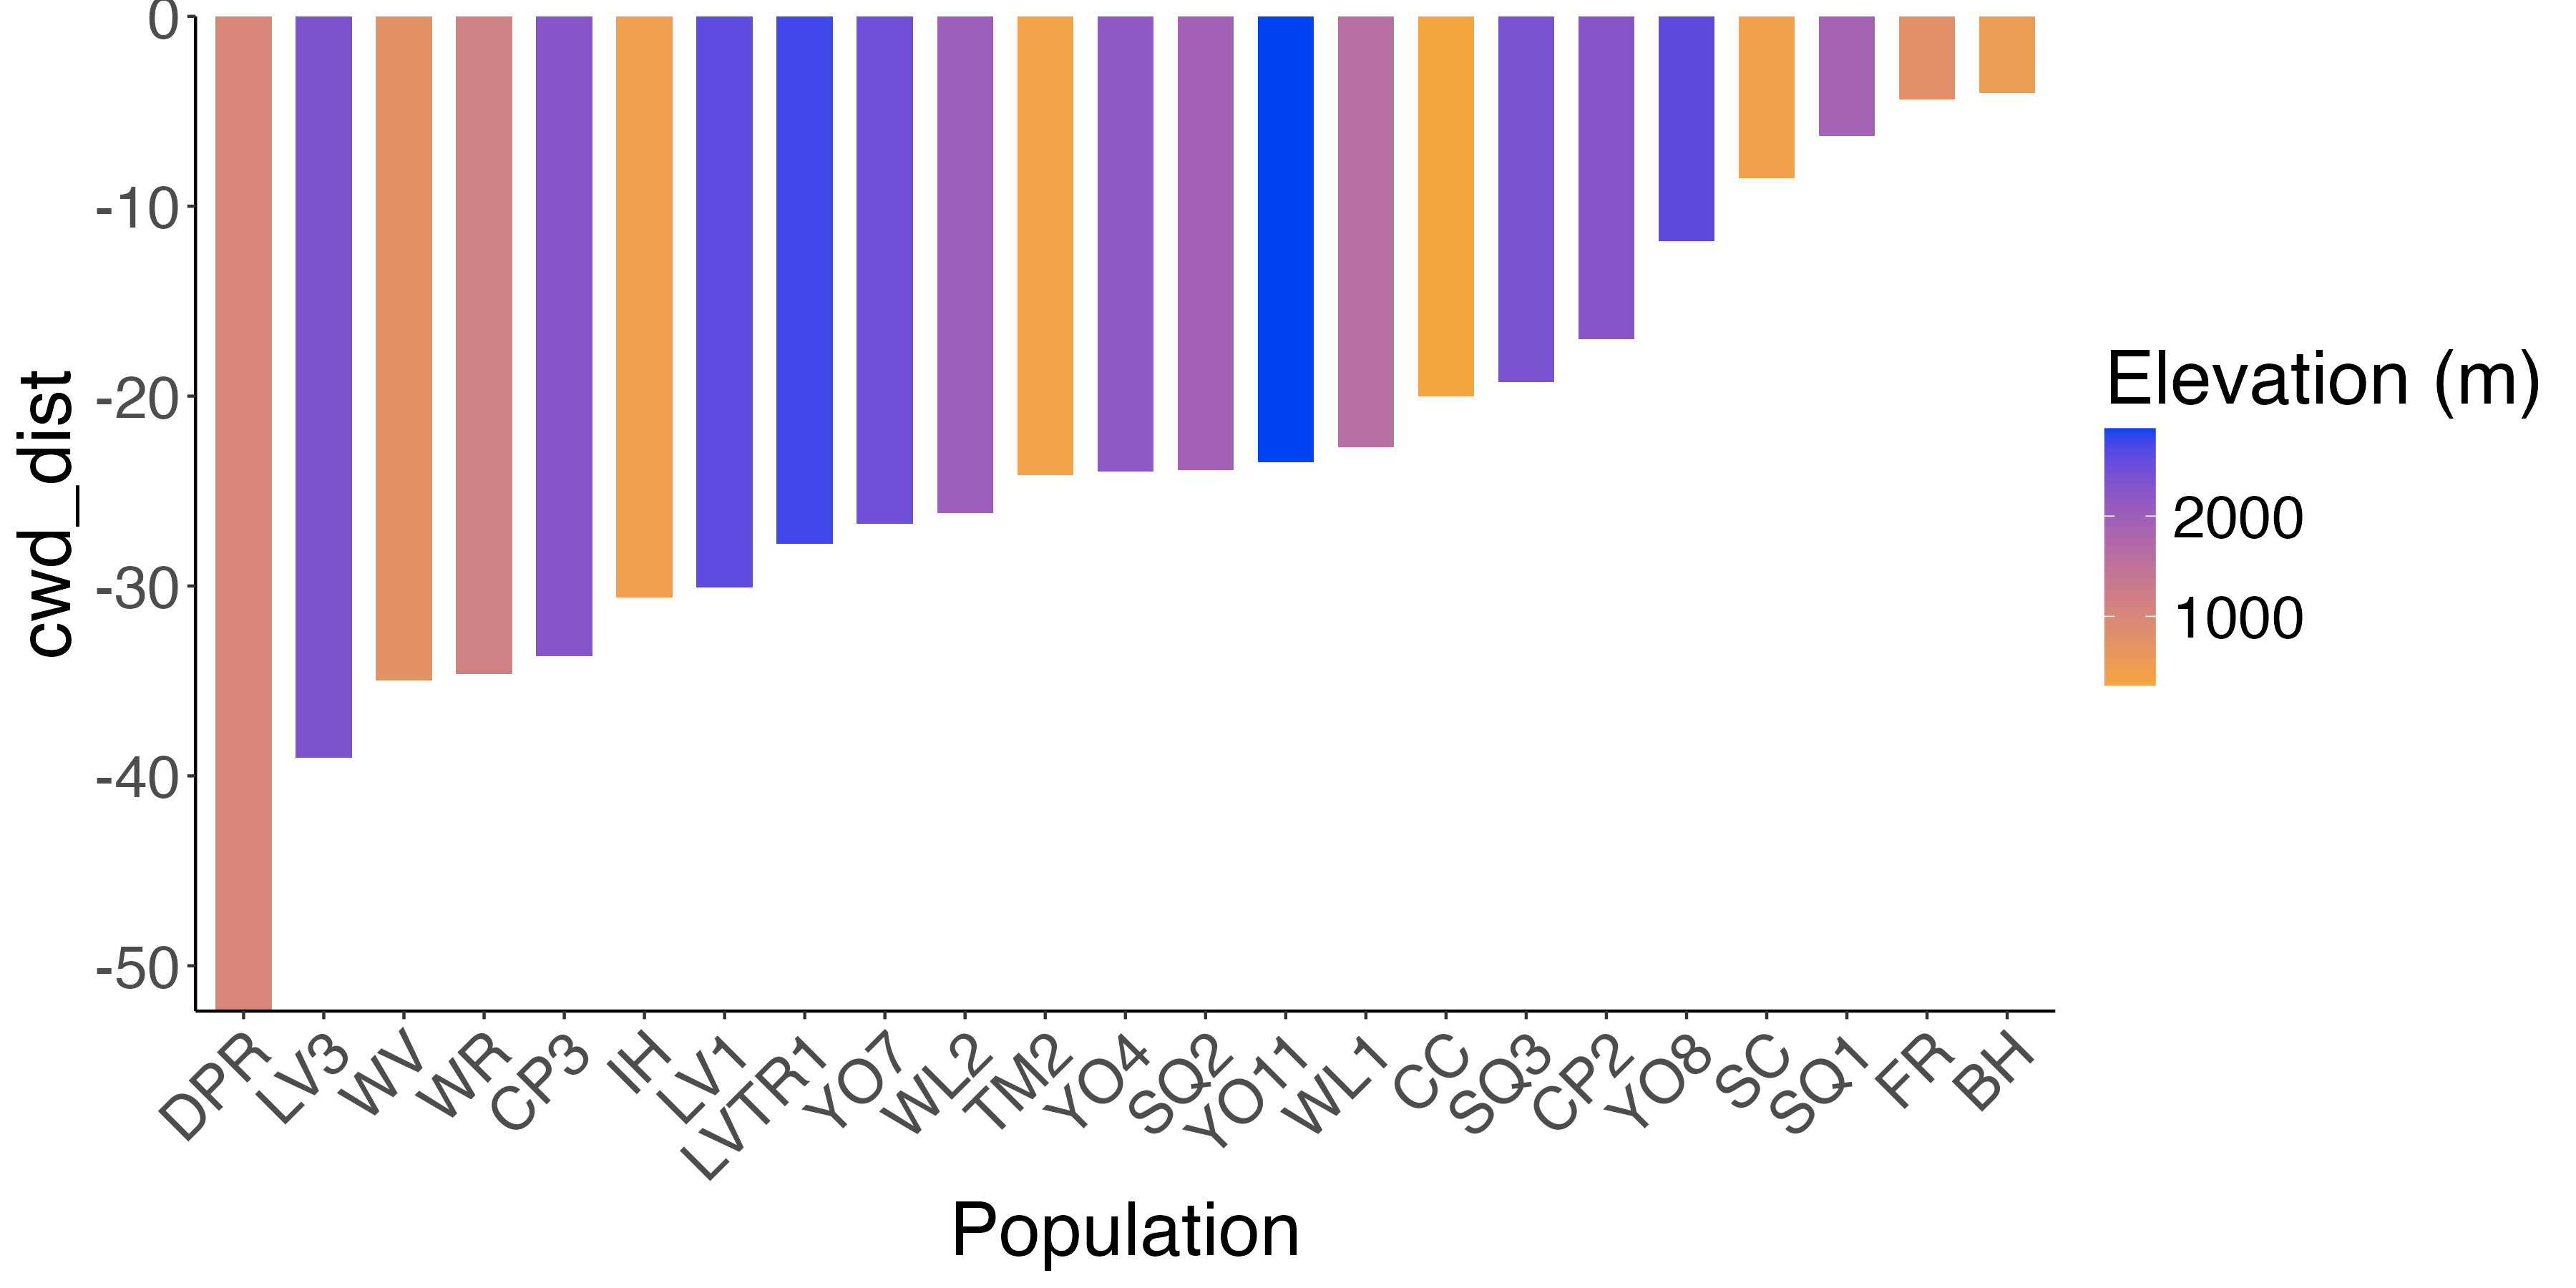 cwd_dist
0
-10
-20
-30
-40
-50
DPR
LV3
WV
WR
CP3
IH
LV1
LVTR1
YO7
WL2
TM2
YO4
SQ2
YO11
WL1
CC
SQ3
CP2
YO8
SC
SQ1
FR
BH
Population
Elevation (m)
2000
1000